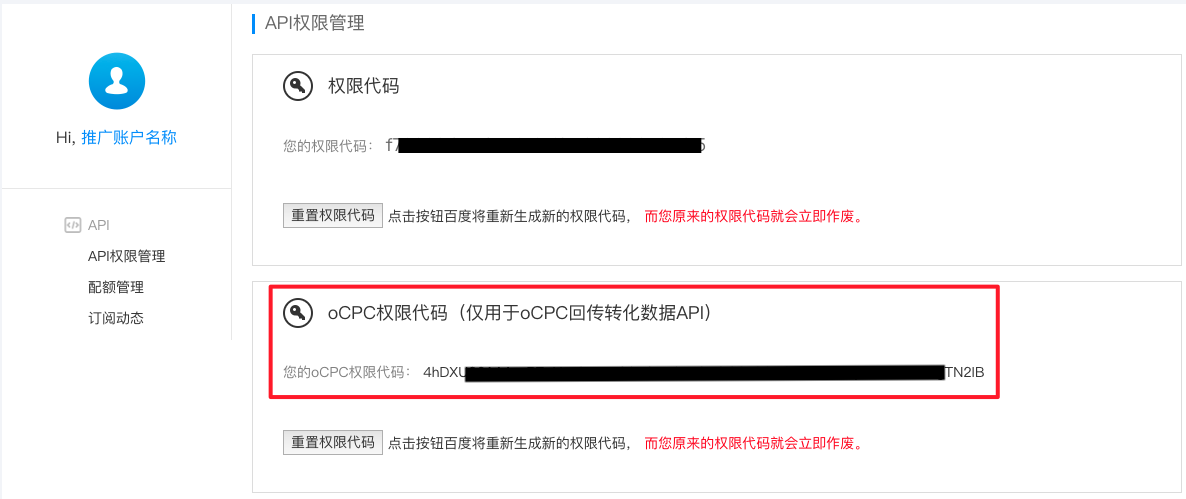 API权限管理
Hi, 推广账户名称
API
API权限管理
配额管理
订阅动态
权限代码
您的权限代码：
重置权限代码 点击按钮百度将重新生成新的权限代码， 而您原来的权限代码就会立即作废。
oCPC权限代码（仅用于oCPC回传转化数据API）
您的oCPC权限代码： 4hDXU TN2IB
重置权限代码 点击按钮百度将重新生成新的权限代码， 而您原来的权限代码就会立即作废。